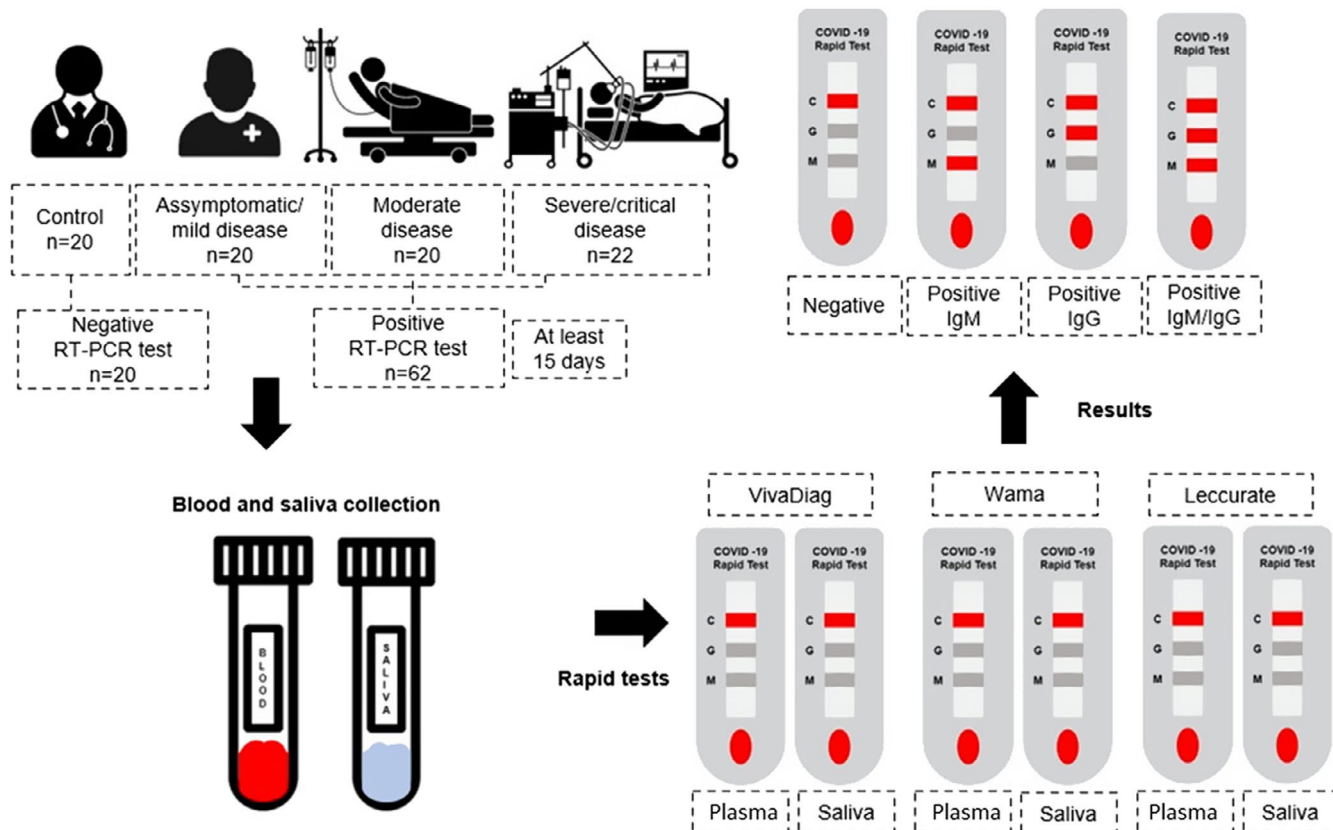 Control
n=20
Assymptomatic/
mild disease
n=20
Moderate
disease
n=20
Severe/critical
disease
n=22
Negative
RT-PCR test
n=20
Positive
RT-PCR test
n=62
At least
15 days
Blood and saliva collection
BLOOD
SALIVA
Rapid tests
VivaDiag
Wama
Leccurate
COVID -19
Rapid Test
C
G
M
COVID -19
Rapid Test
COVID -19
Rapid Test
C
G
M
COVID -19
Rapid Test
COVID -19
Rapid Test
C
G
M
COVID -19
Rapid Test
Plasma
Saliva
Plasma
Saliva
Plasma
Saliva
Results
COVID -19
Rapid Test
C
G
M
COVID -19
Rapid Test
C
G
M
COVID -19
Rapid Test
C
G
M
COVID -19
Rapid Test
C
G
M
Negative
Positive
IgM
Positive
IgG
Positive
IgM/IgG